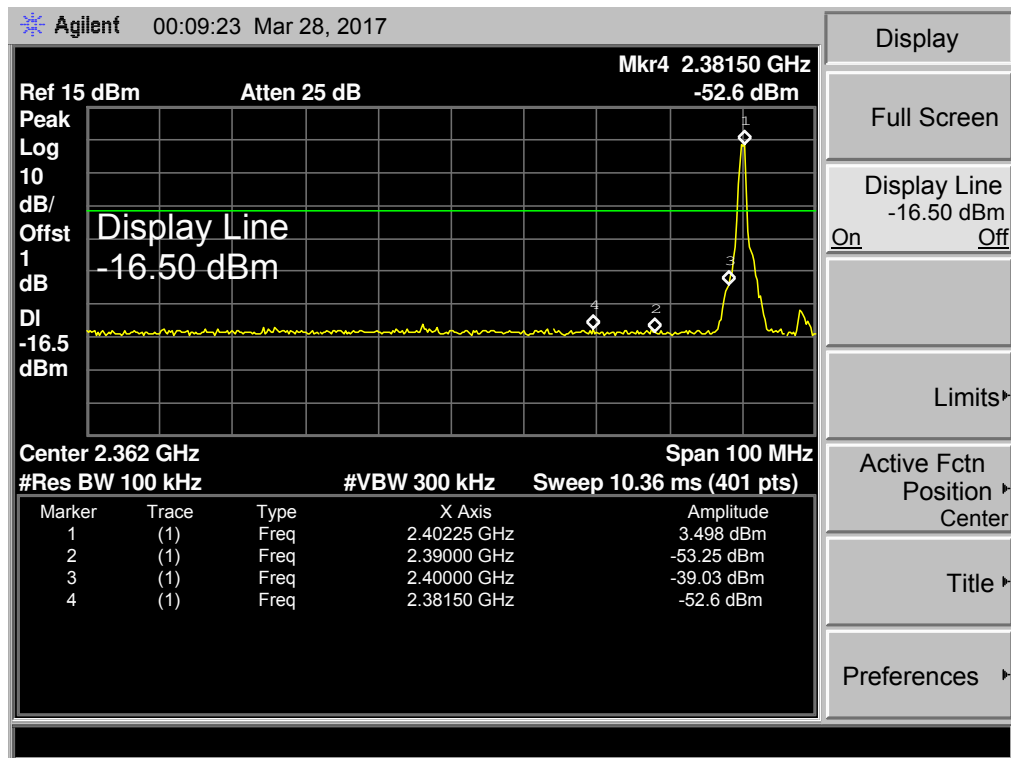 Agilent 00:09:23 Mar 28, 2017
Mkr4 2.38150 GHz
Ref 15 dBm Atten 25 dB -52.6 dBm
Peak
Log
10
dB/
Offst
1
dB
DI
-16.5
dBm
1
Display Line
-16.50 dBm
3
4
2
Center 2.362 GHz Span 100 MHz
#Res BW 100 kHz #VBW 300 kHz Sweep 10.36 ms (401 pts)
Marker Trace Type X Axis Amplitude
1 (1) Freq 2.40225 GHz 3.498 dBm
2 (1) Freq 2.39000 GHz -53.25 dBm
3 (1) Freq 2.40000 GHz -39.03 dBm
4 (1) Freq 2.38150 GHz -52.6 dBm
Display
Full Screen
Display Line
-16.50 dBm
On Off
Limits
Active Fctn
Position
Center
Title
Preferences